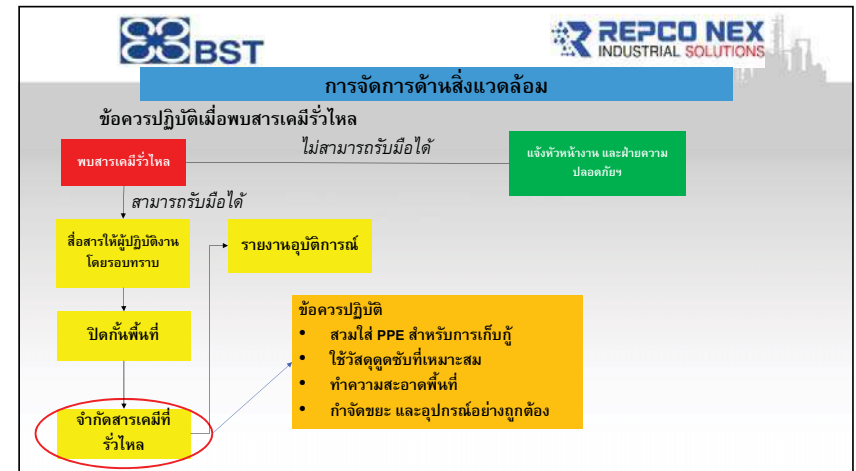 BST
REPCO NEX
INDUSTRIAL SOLUTIONS
การจัดการด้านสิ่งแวดล้อม
ข้อควรปฏิบัติเมื่อพบสารเคมีรั่วไหล
พบสารเคมีรั่วไหล
ไม่สามารถรับมือได้
แจ้งหัวหน้างาน และฝ่ายความ
ปลอดภัยฯ
สามารถรับมือได้
สื่อสารให้ผู้ปฏิบัติงาน
โดยรอบทราบ
รายงานอุบัติการณ์
ปิดกั้นพื้นที่
ข้อควรปฏิบัติ
• สวมใส่ PPE สำหรับการเก็บกู้
• ใช้วัสดุดูดซับที่เหมาะสม
• ทำความสะอาดพื้นที่
• กำจัดขยะ และอุปกรณ์อย่างถูกต้อง
จำกัดสารเคมีที่
รั่วไหล